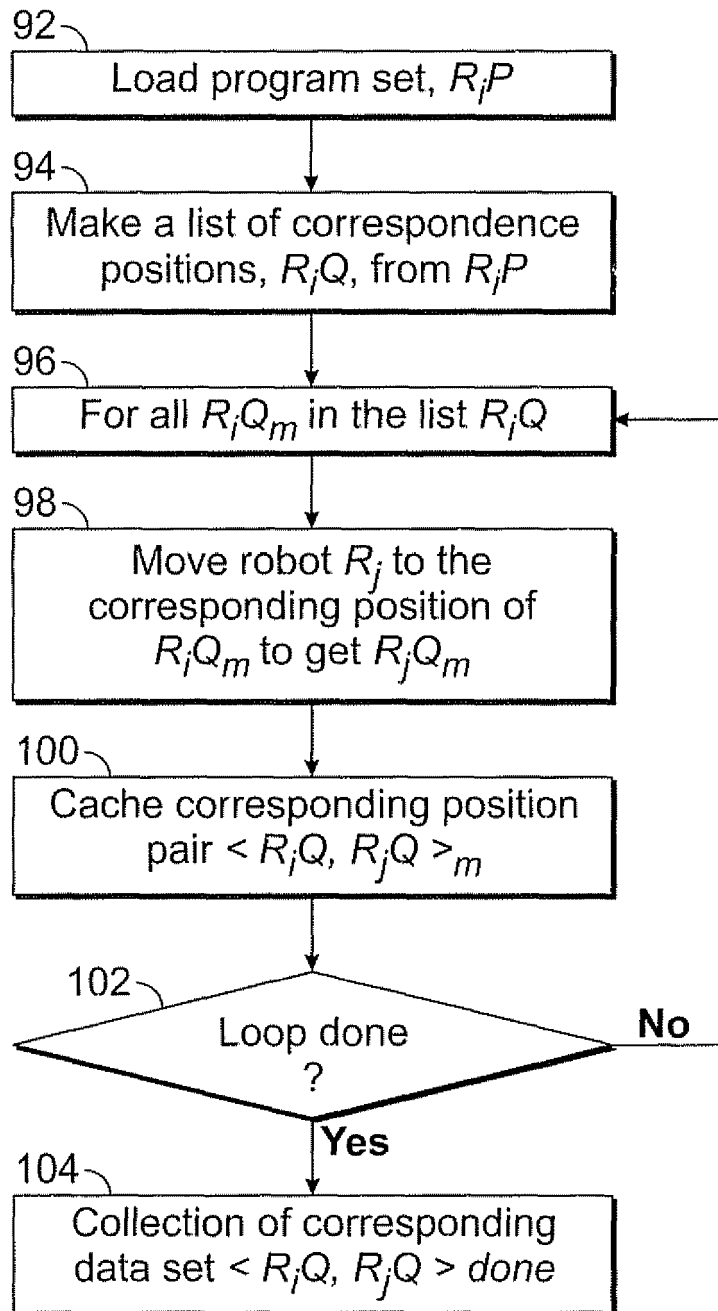 92
Load program set, RᵢP
94
Make a list of correspondence
positions, RᵢQ, from RᵢP
96
For all RᵢQₘ in the list RᵢQ
98
Move robot Rⱼ to the
corresponding position of
RᵢQₘ to get RⱼQₘ
100
Cache corresponding position
pair < RᵢQ, RⱼQ >ₘ
102
Loop done
?
No
Yes
104
Collection of corresponding
data set < RᵢQ, RⱼQ > done